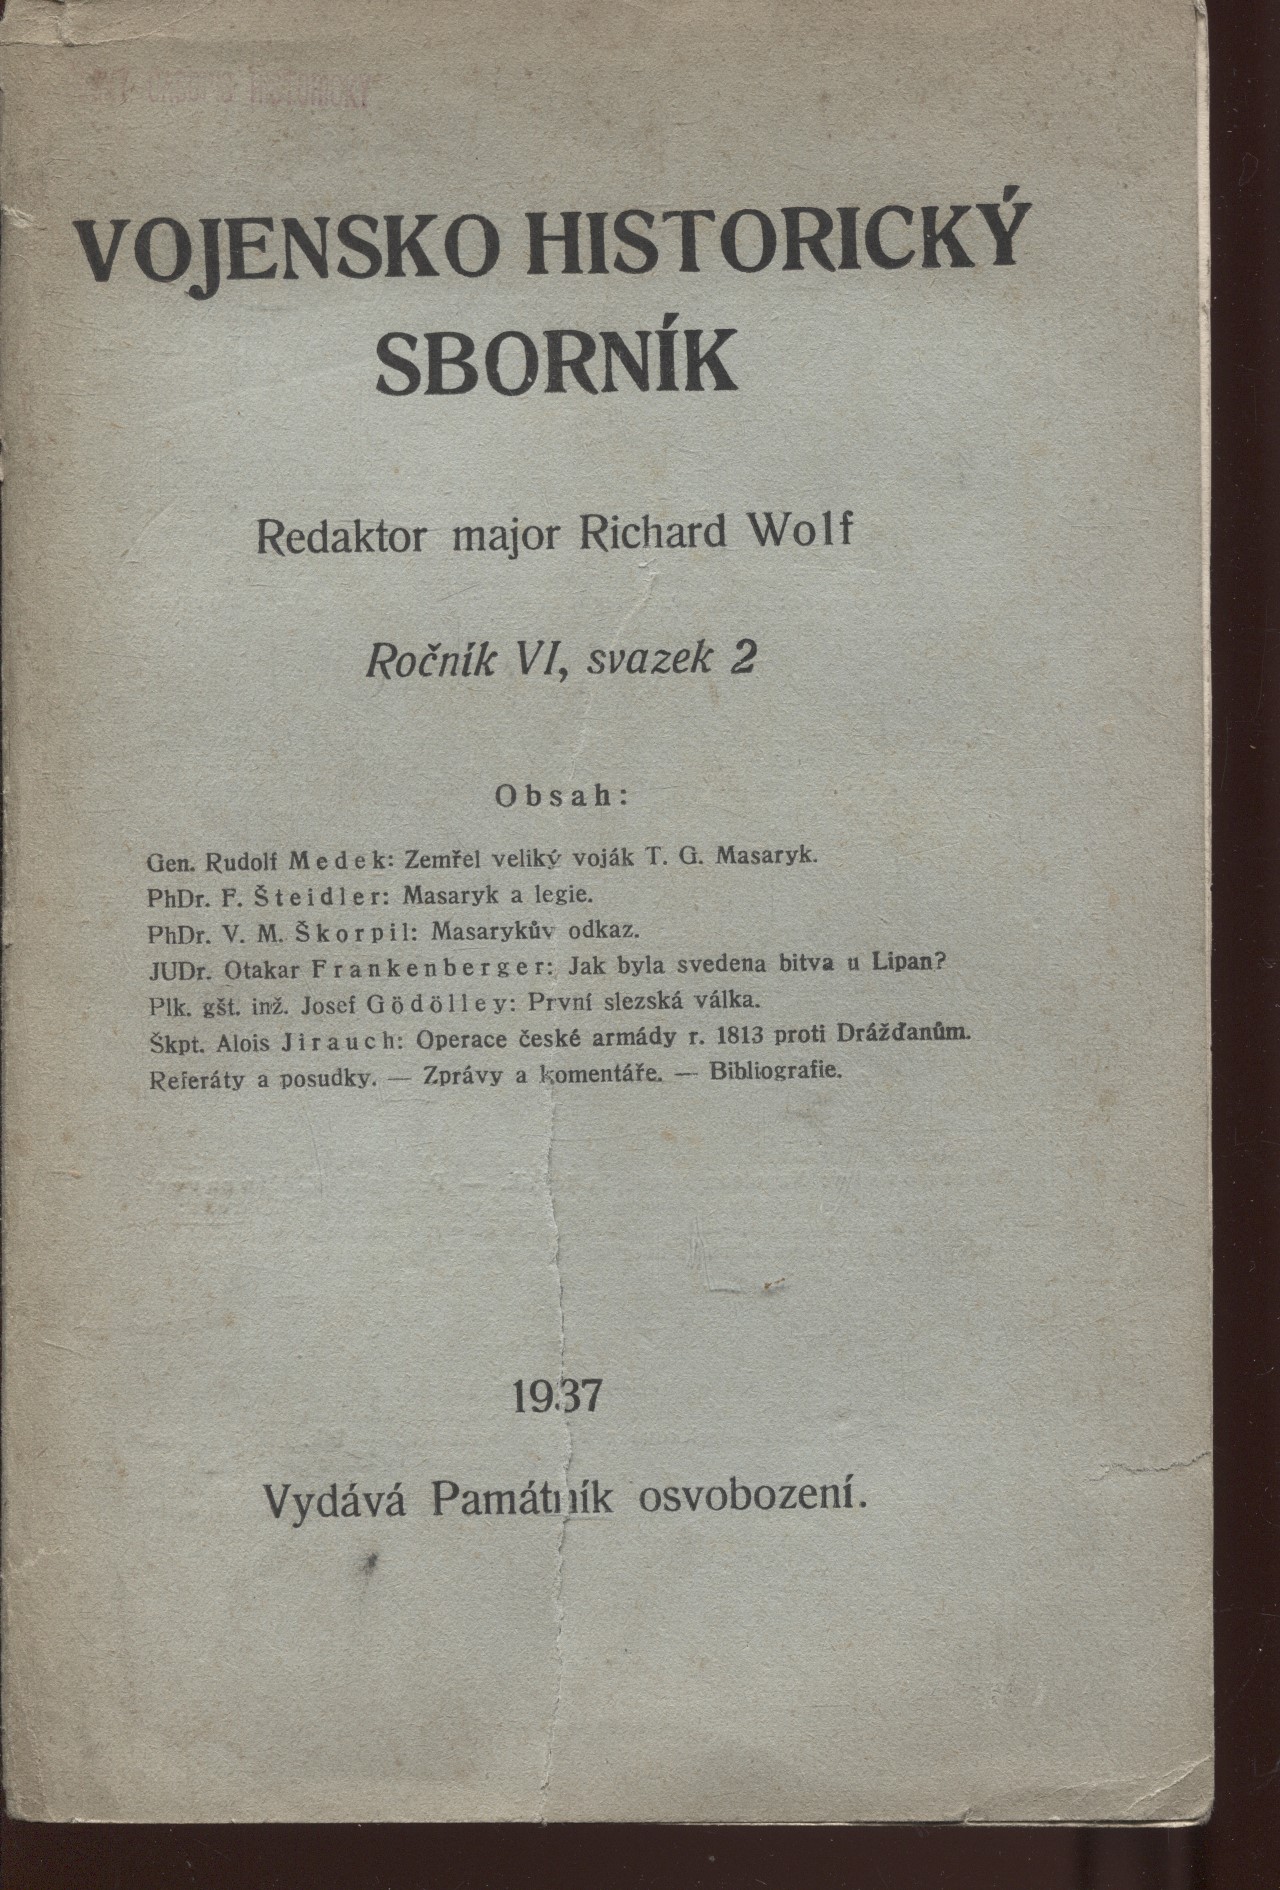 HISTORICKÝ
VOJENSKO HISTORICKÝ
SBORNÍK
Redaktor major Richard Wolf
Ročník VI, svazek 2
Obsah:
Gen. Rudolf Medek: Zemřel veliký voják T. G. Masaryk.
PhDr. F. Šteidler: Masaryk a legie.
PhDr. V. M. Škorpil: Masarykův odkaz.
JUDr. Otakar Frankenberger: Jak byla svedena bitva u Lipan?
Plk. gšt. inž. Josef Gödölley: První slezská válka.
Škpt. Alois Jirauch: Operace české armády r. 1813 proti Drážďanům.
Referáty a posudky. — Zprávy a komentáře. — Bibliografie.
1937
Vydává Památník osvobození.